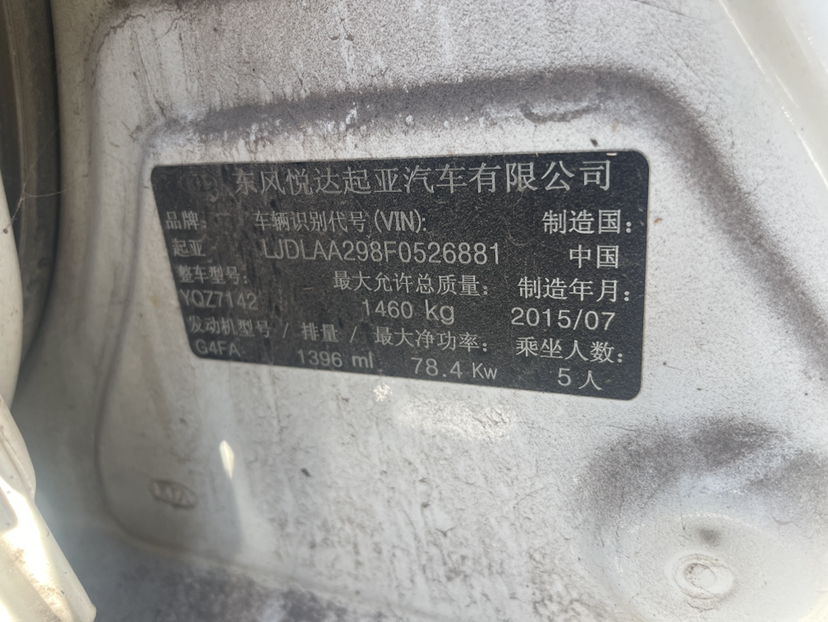 东风悦达起亚汽车有限公司
品牌: 车辆识别代号(VIN): 制造国:
起亚 LJDLAA298F0526881 中国
整车型号: 最大允许总质量: 制造年月:
YQZ7142 1460 kg 2015/07
发动机型号 / 排量 / 最大净功率: 乘坐人数:
G4FA 1396 ml 78.4 Kw 5人